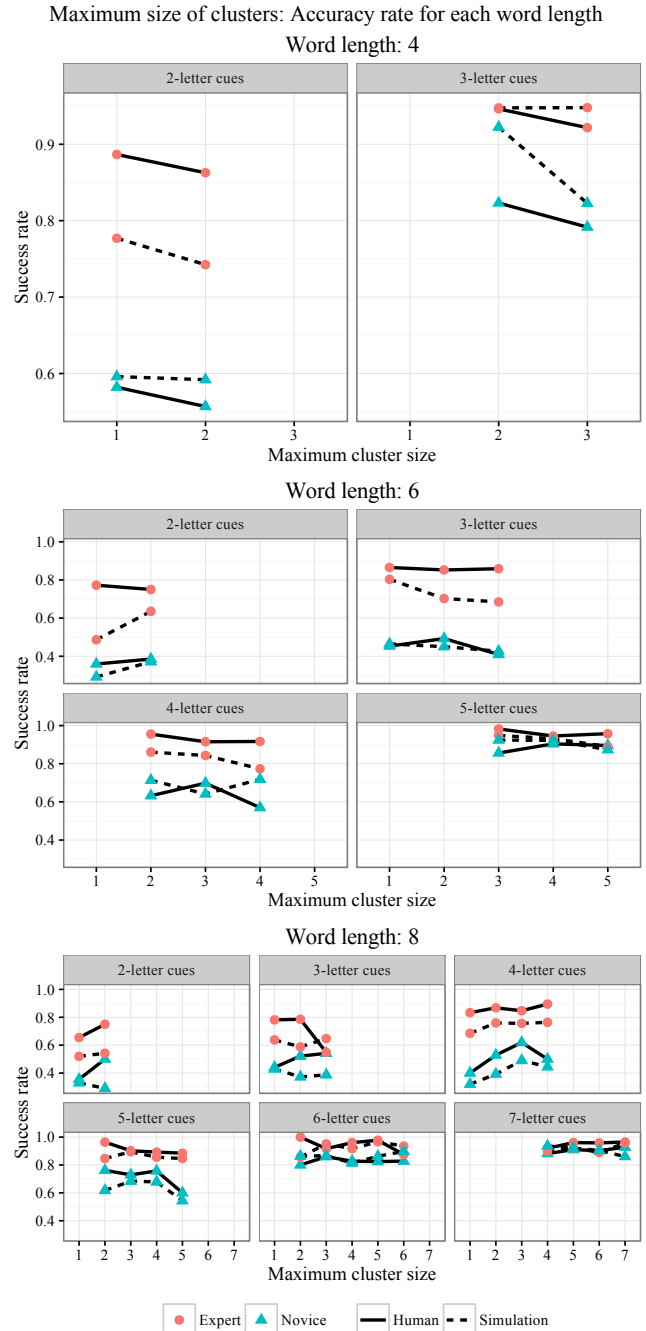 Maximum size of clusters: Accuracy rate for each word length
Word length: 4
2-letter cues
3-letter cues
0.9
0.8
0.7
0.6
Success rate
1
2
3
1
2
3
Maximum cluster size
Word length: 6
2-letter cues
3-letter cues
1.0
0.8
0.6
0.4
4-letter cues
5-letter cues
1.0
0.8
0.6
0.4
Success rate
1
2
3
4
5
1
2
3
4
5
Maximum cluster size
Word length: 8
2-letter cues
3-letter cues
4-letter cues
1.0
0.8
0.6
0.4
5-letter cues
6-letter cues
7-letter cues
1.0
0.8
0.6
0.4
Success rate
1 2 3 4 5 6 7
1 2 3 4 5 6 7
1 2 3 4 5 6 7
Maximum cluster size
Expert
Novice
Human
Simulation